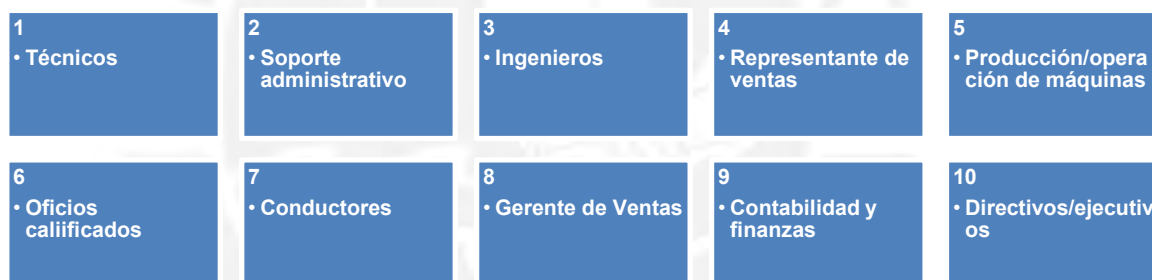 1
• Técnicos
2
• Soporte
administrativo
3
• Ingenieros
4
• Representante de
ventas
5
• Producción/opera
ción de máquinas
6
• Oficios
caliificados
7
• Conductores
8
• Gerente de Ventas
9
• Contabilidad y
finanzas
10
• Directivos/ejecutiv
os